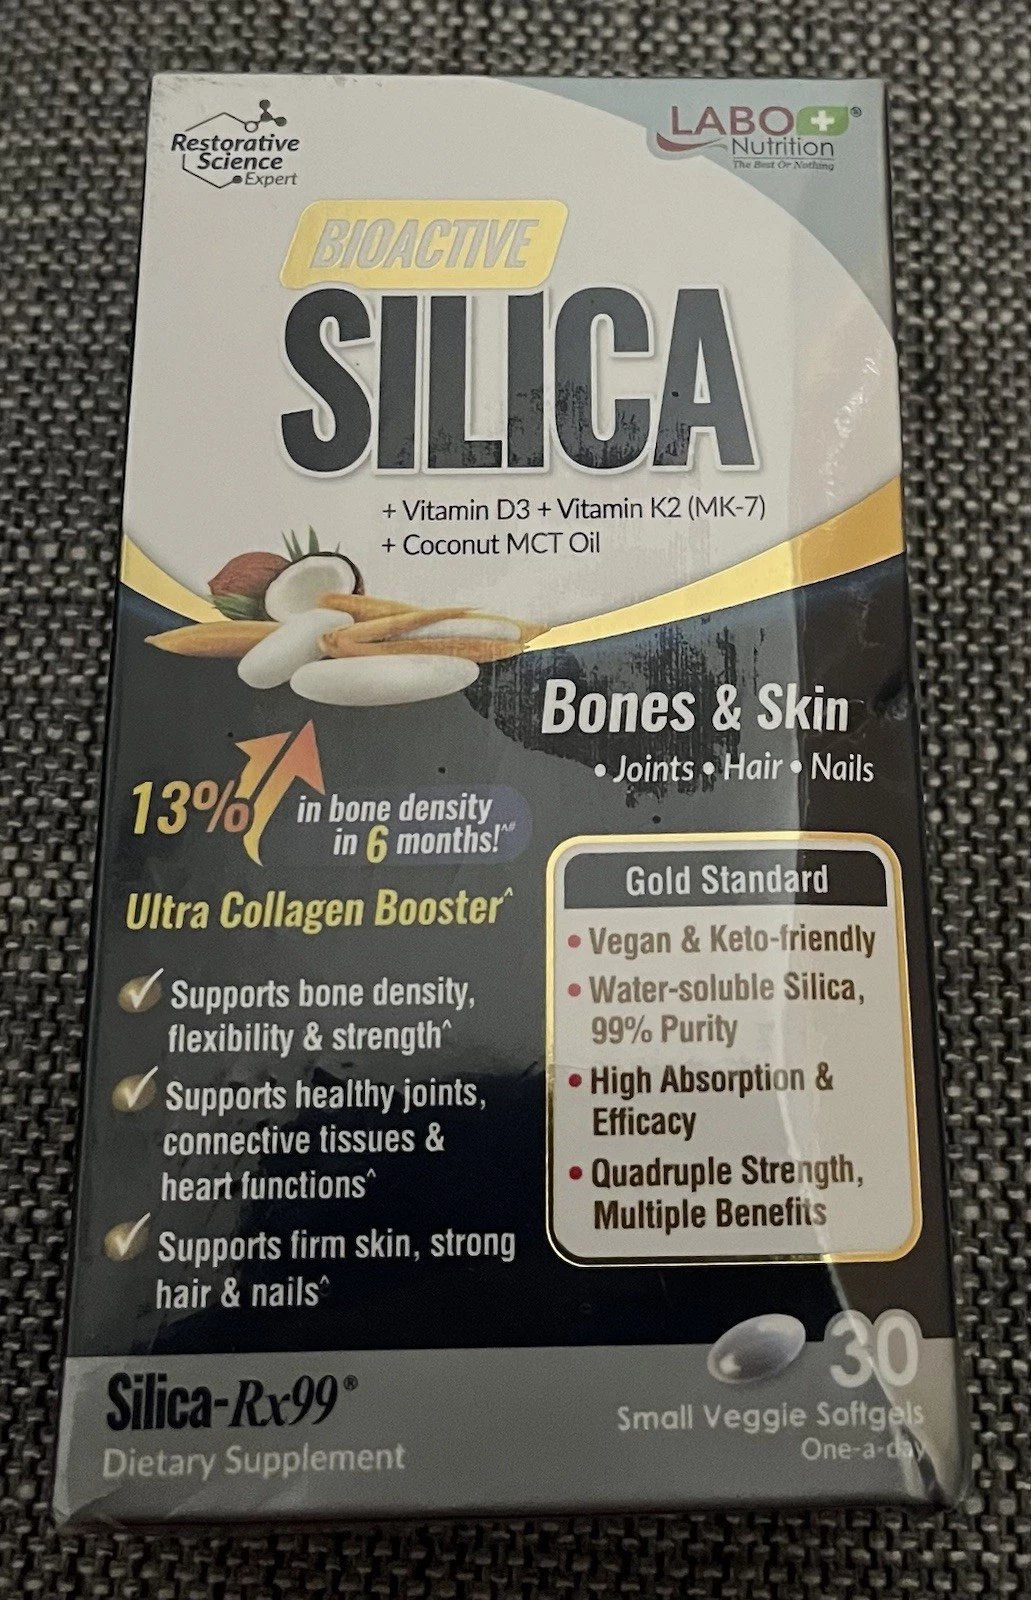 Restorative
Science
Expert
LABO®
Nutrition
The Best Or Nothing
BIOACTIVE
SILICA
+ Vitamin D3 + Vitamin K2 (MK-7)
+ Coconut MCT Oil
Bones & Skin
• Joints • Hair • Nails
13%
in bone density
in 6 months!^#
Ultra Collagen Booster^
Supports bone density,
flexibility & strength^
Supports healthy joints,
connective tissues &
heart functions^
Supports firm skin, strong
hair & nails^
Gold Standard
• Vegan & Keto-friendly
• Water-soluble Silica,
99% Purity
• High Absorption &
Efficacy
• Quadruple Strength,
Multiple Benefits
Silica-Rx99®
Dietary Supplement
30
Small Veggie Softgels
One-a-day